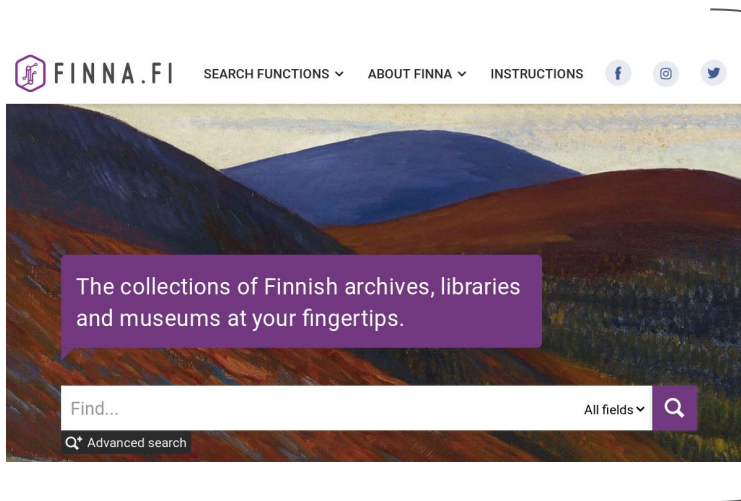 FINNA.FI SEARCH FUNCTIONS ABOUT FINNA INSTRUCTIONS
The collections of Finnish archives, libraries
and museums at your fingertips.
Find... All fields
Advanced search